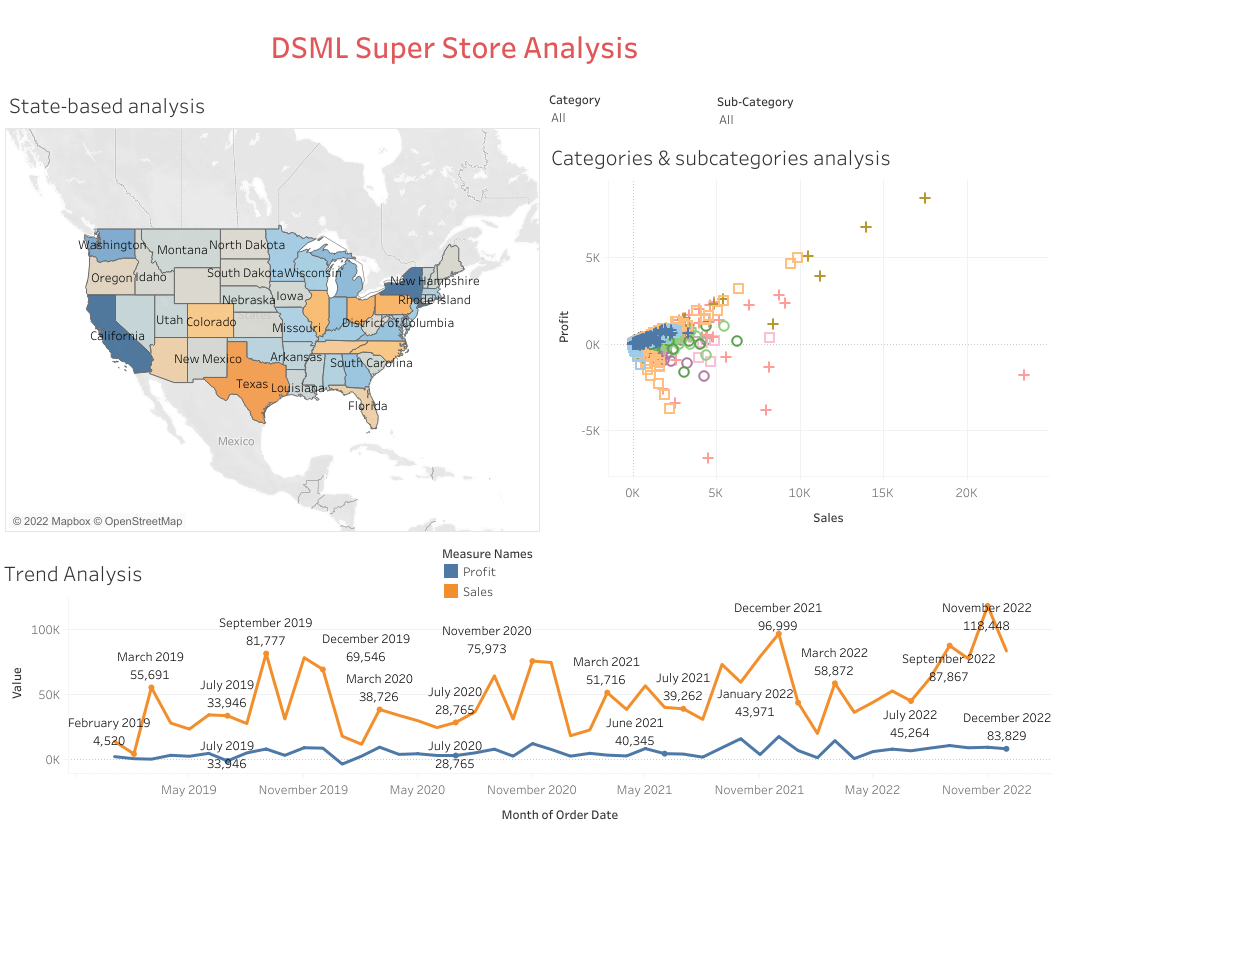 DSML Super Store Analysis
State-based analysis
Category
All
Sub-Category
All
Categories & subcategories analysis
Washington
Montana
North Dakota
Oregon
Idaho
South Dakota
Wisconsin
New Hampshire
Nebraska
Iowa
Rhode Island
Utah
Colorado
Missouri
District of Columbia
California
New Mexico
Arkansas
South Carolina
Texas
Louisiana
Florida
Mexico
© 2022 Mapbox © OpenStreetMap
Profit
5K
0K
-5K
0K
5K
10K
15K
20K
Sales
Trend Analysis
Measure Names
Profit
Sales
Value
100K
50K
0K
February 2019
4,520
March 2019
55,691
July 2019
33,946
July 2019
33,946
September 2019
81,777
December 2019
69,546
March 2020
38,726
July 2020
28,765
July 2020
28,765
November 2020
75,973
March 2021
51,716
June 2021
40,345
July 2021
39,262
December 2021
96,999
January 2022
43,971
March 2022
58,872
July 2022
45,264
September 2022
87,867
November 2022
118,448
December 2022
83,829
May 2019
November 2019
May 2020
November 2020
May 2021
November 2021
May 2022
November 2022
Month of Order Date